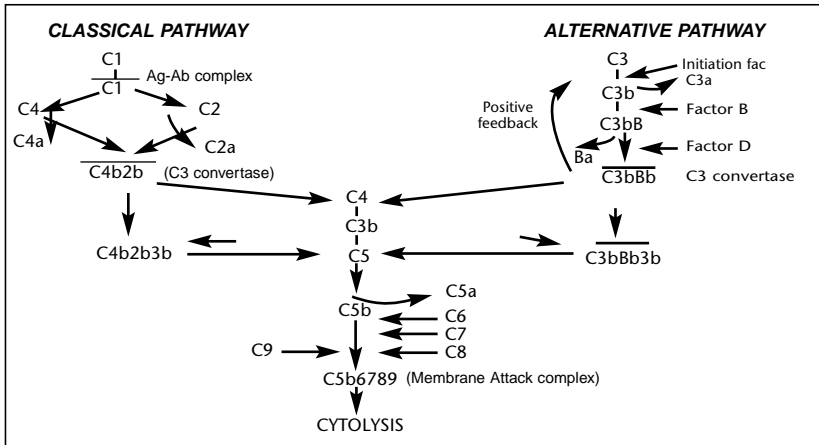 CLASSICAL PATHWAY
ALTERNATIVE PATHWAY
C1
C1
Ag-Ab complex
C4
C2
C4a
C2a
C4b2b
(C3 convertase)
C4b2b3b
C3
Initiation fac
C3a
C3b
Positive
feedback
Factor B
C3bB
Ba
Factor D
C3bBb
C3 convertase
C3bBb3b
C4
C3b
C5
C5a
C5b
C6
C7
C9
C8
C5b6789
(Membrane Attack complex)
CYTOLYSIS